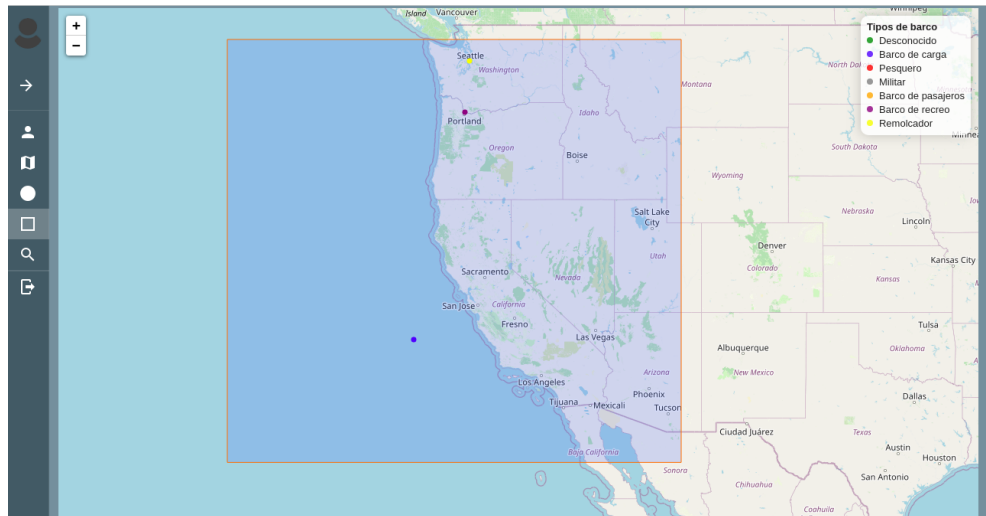 Island
Vancouver
Winnipeg
+
−
Tipos de barco
Desconocido
Barco de carga
Pesquero
Militar
Barco de pasajeros
Barco de recreo
Remolcador
Seattle
Washington
Montana
North Da
Portland
Idaho
Minnea
Oregon
Boise
South Dakota
Wyoming
Salt Lake
City
Nebraska
Io
Lincoln
Denver
Utah
Kansas City
Sacramento
Nevada
Colorado
Kansas
San Jose
California
Fresno
Las Vegas
Tulsa
Albuquerque
Oklahoma
Los Angeles
Arizona
New Mexico
A
Tijuana
Mexicali
Phoenix
Tucson
Dallas
Ciudad Juárez
Texas
Baja California
Austin
Houston
Sonora
San Antonio
Chihuahua
Coahuila